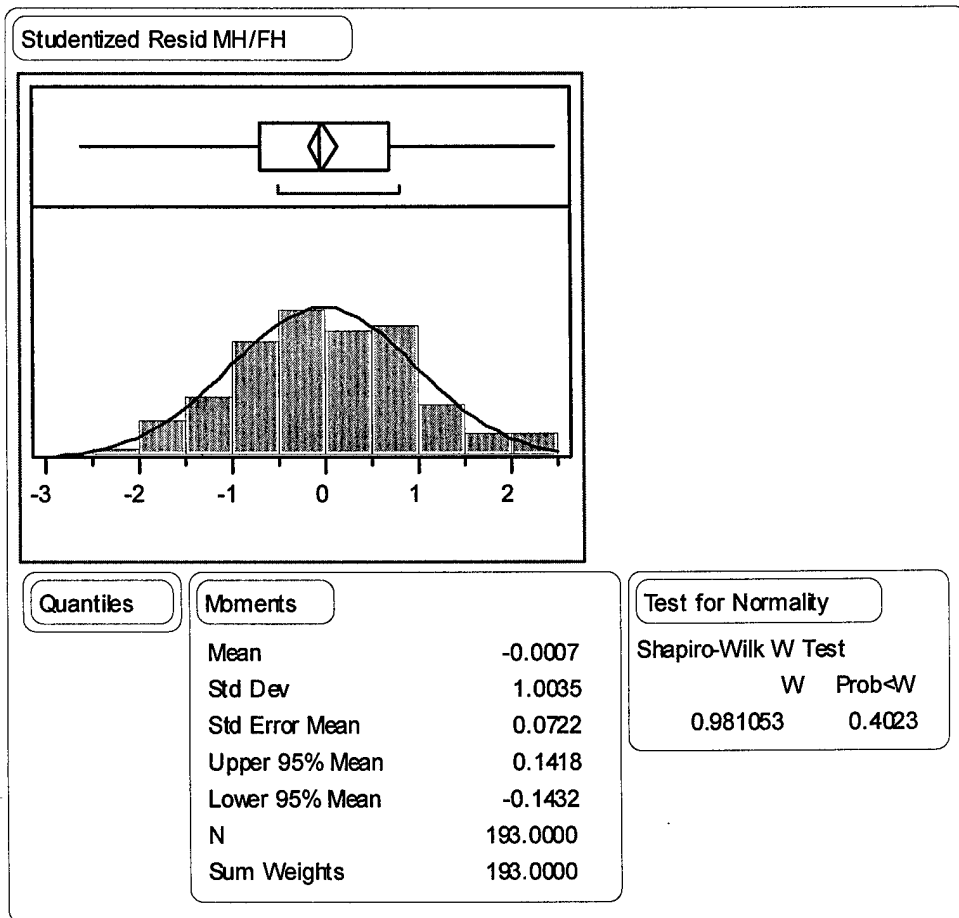 Studentized Resid MH/FH
-3 -2 -1 0 1 2
Quantiles
Moments
Mean -0.0007
Std Dev 1.0035
Std Error Mean 0.0722
Upper 95% Mean 0.1418
Lower 95% Mean -0.1432
N 193.0000
Sum Weights 193.0000
Test for Normality
Shapiro-Wilk W Test
W Prob<W
0.981053 0.4023